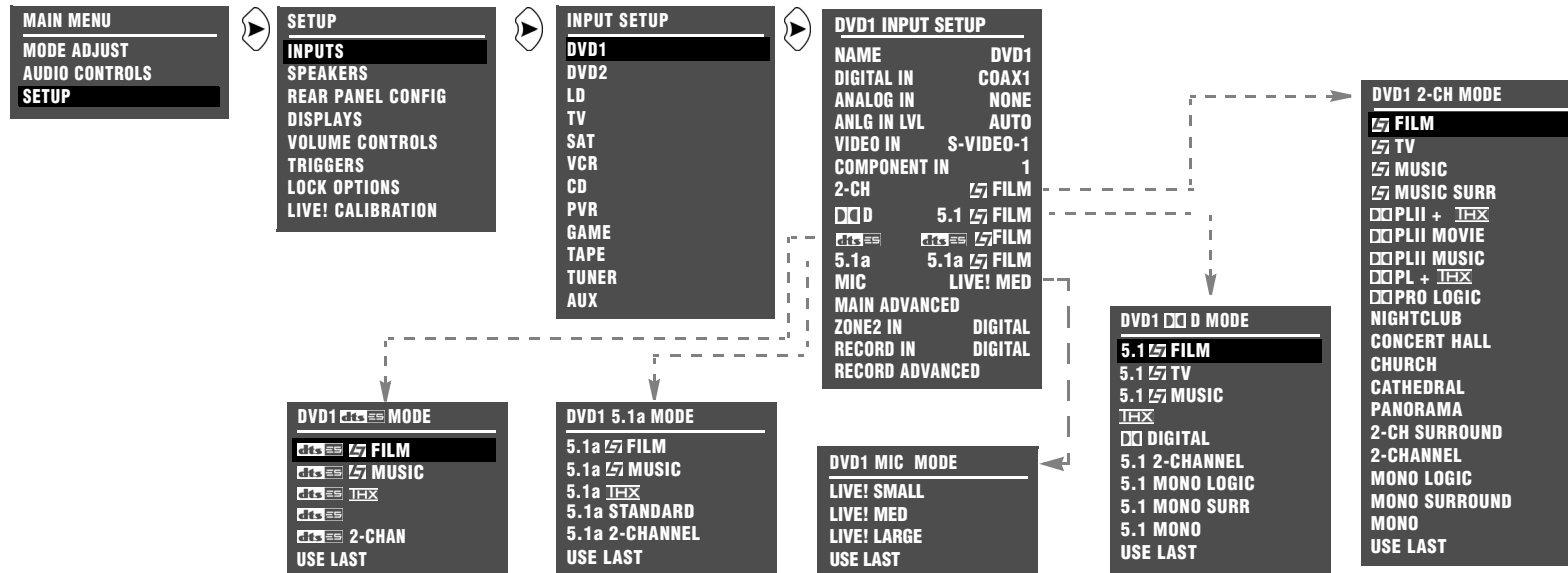 MAIN MENU
MODE ADJUST
AUDIO CONTROLS
SETUP
SETUP
INPUTS
SPEAKERS
REAR PANEL CONFIG
DISPLAYS
VOLUME CONTROLS
TRIGGERS
LOCK OPTIONS
LIVE! CALIBRATION
INPUT SETUP
DVD1
DVD2
LD
TV
SAT
VCR
CD
PVR
GAME
TAPE
TUNER
AUX
DVD1 INPUT SETUP
NAME DVD1
DIGITAL IN COAX1
ANALOG IN NONE
ANLG IN LVL AUTO
VIDEO IN S-VIDEO-1
COMPONENT IN 1
2-CH FILM
D 5.1 FILM
dts ES dts ES FILM
5.1a 5.1a FILM
MIC LIVE! MED
MAIN ADVANCED
ZONE2 IN DIGITAL
RECORD IN DIGITAL
RECORD ADVANCED
DVD1 dts ES MODE
dts ES FILM
dts ES MUSIC
dts ES THX
dts ES
dts ES 2-CHAN
USE LAST
DVD1 5.1a MODE
5.1a FILM
5.1a MUSIC
5.1a THX
5.1a STANDARD
5.1a 2-CHANNEL
USE LAST
DVD1 MIC MODE
LIVE! SMALL
LIVE! MED
LIVE! LARGE
USE LAST
DVD1 D MODE
5.1 FILM
5.1 TV
5.1 MUSIC
THX
DIGITAL
5.1 2-CHANNEL
5.1 MONO LOGIC
5.1 MONO SURR
5.1 MONO
USE LAST
DVD1 2-CH MODE
FILM
TV
MUSIC
MUSIC SURR
PLII + THX
PLII MOVIE
PLII MUSIC
PL + THX
PRO LOGIC
NIGHTCLUB
CONCERT HALL
CHURCH
CATHEDRAL
PANORAMA
2-CH SURROUND
2-CHANNEL
MONO LOGIC
MONO SURROUND
MONO
USE LAST